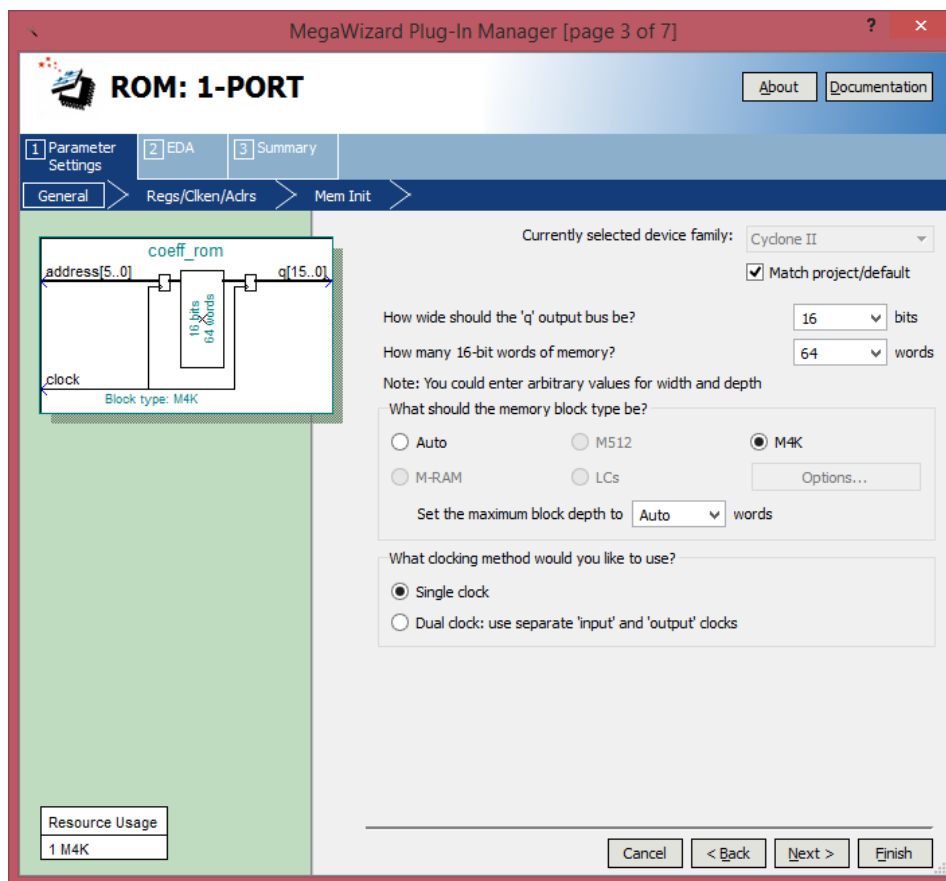 MegaWizard Plug-In Manager [page 3 of 7]
?
ROM: 1-PORT
About
Documentation
1 Parameter Settings
2 EDA
3 Summary
General
Regs/Clken/Aclrs
Mem Init
coeff_rom
address[5..0]
q[15..0]
16 bits
64 words
clock
Block type: M4K
Currently selected device family:
Cyclone II
Match project/default
How wide should the 'q' output bus be?
16
bits
How many 16-bit words of memory?
64
words
Note: You could enter arbitrary values for width and depth
What should the memory block type be?
Auto
M512
M4K
M-RAM
LCs
Options...
Set the maximum block depth to
Auto
words
What clocking method would you like to use?
Single clock
Dual clock: use separate 'input' and 'output' clocks
Resource Usage
1 M4K
Cancel
< Back
Next >
Finish